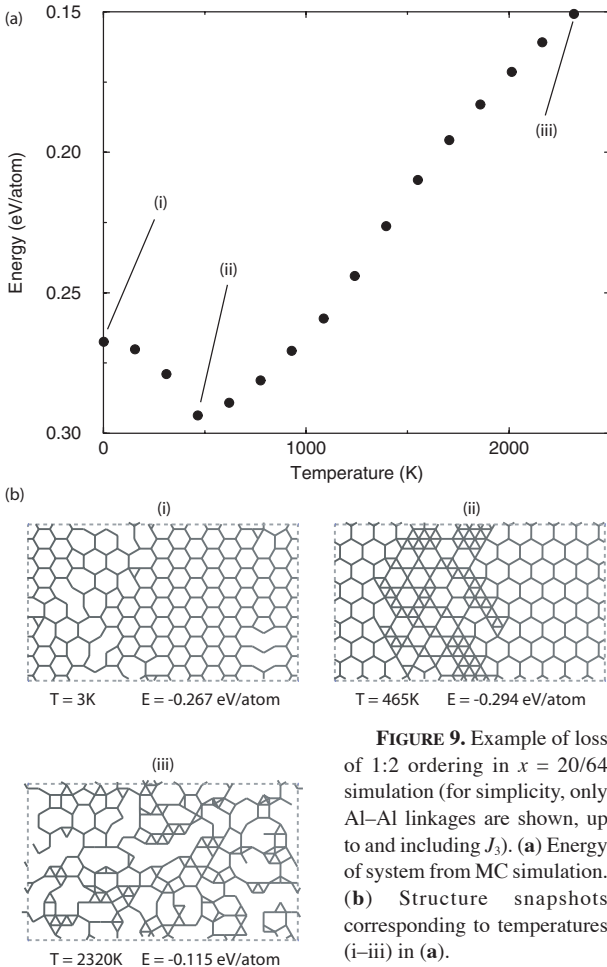 (a)
0.15
0.20
0.25
0.30
Energy (eV/atom)
(i)
(ii)
(iii)
0
1000
2000
Temperature (K)
(b)
(i)
T = 3K E = -0.267 eV/atom
(ii)
T = 465K E = -0.294 eV/atom
(iii)
T = 2320K E = -0.115 eV/atom
FIGURE 9. Example of loss
of 1:2 ordering in x = 20/64
simulation (for simplicity, only
Al–Al linkages are shown, up
to and including J3). (a) Energy
of system from MC simulation.
(b) Structure snapshots
corresponding to temperatures
(i–iii) in (a).